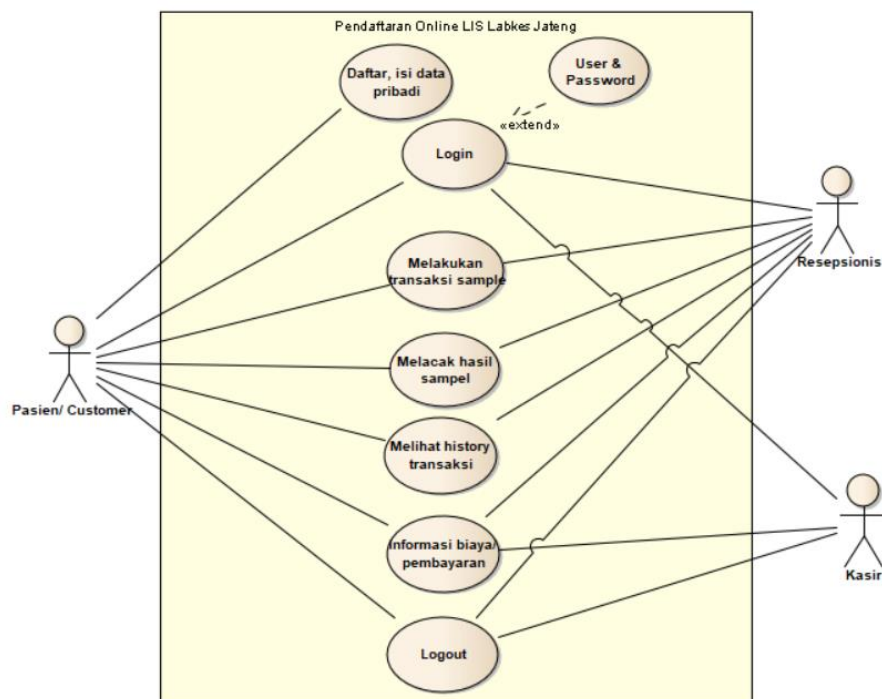 Pendaftaran Online LIS Labkes Jateng
Daftar, isi data
pribadi
User &
Password
«extend»
Login
Melakukan
transaksi sample
Resepsionis
Melacak hasil
sampel
Pasien/ Customer
Melihat history
transaksi
Informasi biaya/
pembayaran
Kasir
Logout